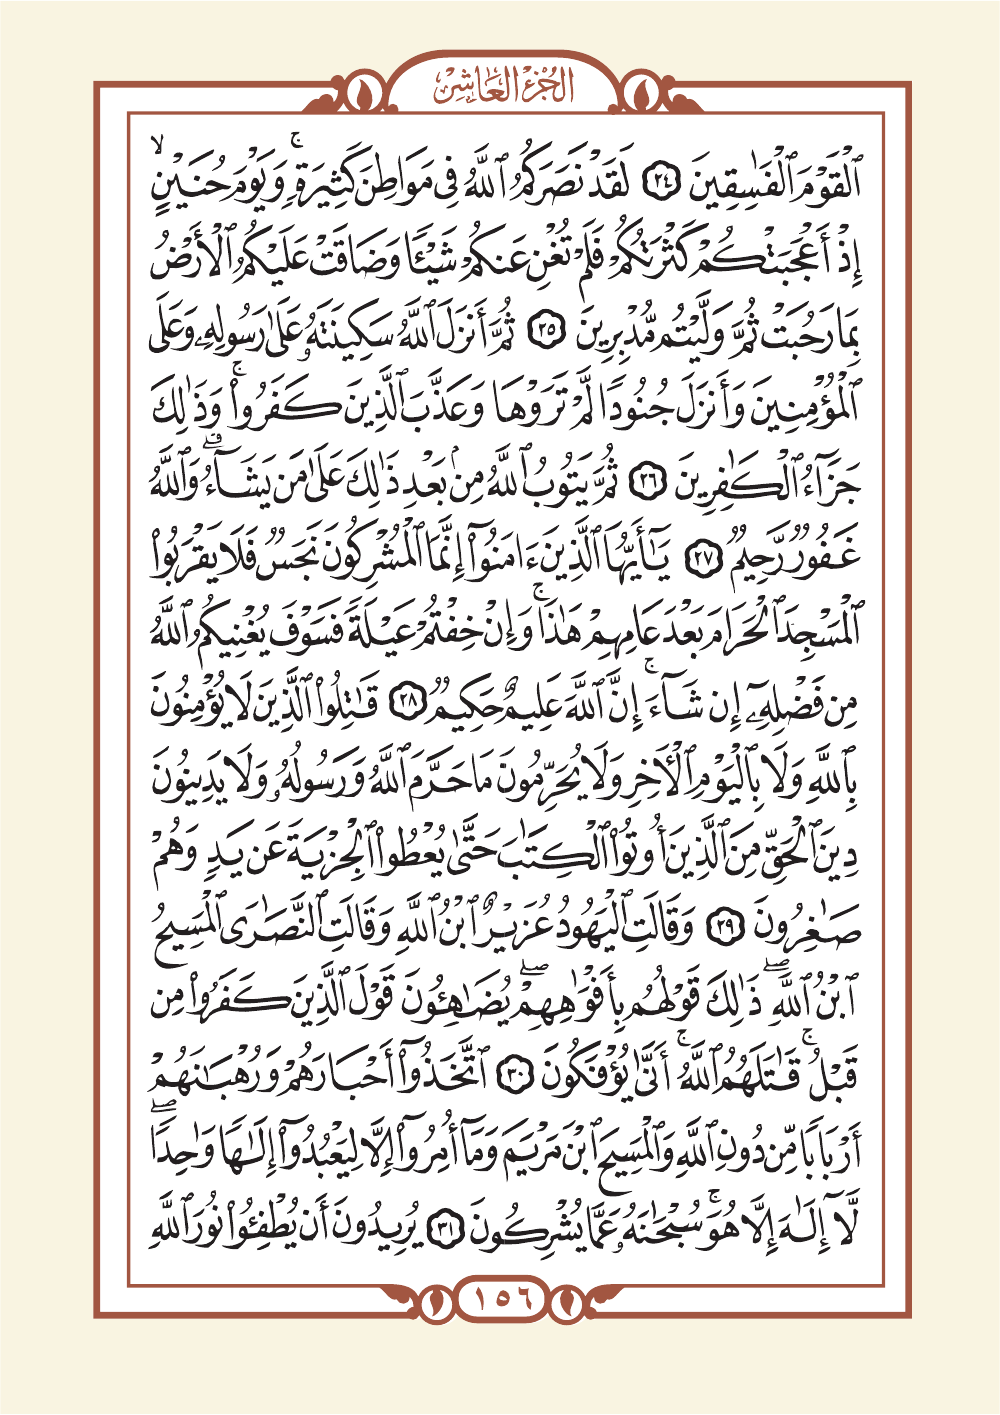 الجزء العاشر
ٱلْقَوْمَ ٱلْفَٰسِقِينَ ٢٤ لَقَدْ نَصَرَكُمُ ٱللَّهُ فِى مَوَاطِنَ كَثِيرَةٍۚ وَيَوْمَ حُنَيْنٍۙ
إِذْ أَعْجَبَتْكُمْ كَثْرَتُكُمْ فَلَمْ تُغْنِ عَنكُمْ شَيْـًٔا وَضَاقَتْ عَلَيْكُمُ ٱلْأَرْضُ
بِمَا رَحُبَتْ ثُمَّ وَلَّيْتُم مُّدْبِرِينَ ٢٥ ثُمَّ أَنزَلَ ٱللَّهُ سَكِينَتَهُۥ عَلَىٰ رَسُولِهِۦ وَعَلَى
ٱلْمُؤْمِنِينَ وَأَنزَلَ جُنُودًا لَّمْ تَرَوْهَا وَعَذَّبَ ٱلَّذِينَ كَفَرُوا۟ۚ وَذَٰلِكَ
جَزَآءُ ٱلْكَٰفِرِينَ ٢٦ ثُمَّ يَتُوبُ ٱللَّهُ مِنۢ بَعْدِ ذَٰلِكَ عَلَىٰ مَن يَشَآءُۗ وَٱللَّهُ
غَفُورٌ رَّحِيمٌ ٢٧ يَٰٓأَيُّهَا ٱلَّذِينَ ءَامَنُوٓا۟ إِنَّمَا ٱلْمُشْرِكُونَ نَجَسٌ فَلَا يَقْرَبُوا۟
ٱلْمَسْجِدَ ٱلْحَرَامَ بَعْدَ عَامِهِمْ هَٰذَاۚ وَإِنْ خِفْتُمْ عَيْلَةً فَسَوْفَ يُغْنِيكُمُ ٱللَّهُ
مِن فَضْلِهِۦٓ إِن شَآءَۚ إِنَّ ٱللَّهَ عَلِيمٌ حَكِيمٌ ٢٨ قَٰتِلُوا۟ ٱلَّذِينَ لَا يُؤْمِنُونَ
بِٱللَّهِ وَلَا بِٱلْيَوْمِ ٱلْأَخِرِ وَلَا يُحَرِّمُونَ مَا حَرَّمَ ٱللَّهُ وَرَسُولُهُۥ وَلَا يَدِينُونَ
دِينَ ٱلْحَقِّ مِنَ ٱلَّذِينَ أُوتُوا۟ ٱلْكِتَٰبَ حَتَّىٰ يُعْطُوا۟ ٱلْجِزْيَةَ عَن يَدٍ وَهُمْ
صَٰغِرُونَ ٢٩ وَقَالَتِ ٱلْيَهُودُ عُزَيْرٌ ٱبْنُ ٱللَّهِ وَقَالَتِ ٱلنَّصَٰرَى ٱلْمَسِيحُ
ٱبْنُ ٱللَّهِۖ ذَٰلِكَ قَوْلُهُم بِأَفْوَٰهِهِمْۖ يُضَٰهِـُٔونَ قَوْلَ ٱلَّذِينَ كَفَرُوا۟ مِن
قَبْلُۚ قَٰتَلَهُمُ ٱللَّهُۚ أَنَّىٰ يُؤْفَكُونَ ٣٠ ٱتَّخَذُوٓا۟ أَحْبَارَهُمْ وَرُهْبَٰنَهُمْ
أَرْبَابًا مِّن دُونِ ٱللَّهِ وَٱلْمَسِيحَ ٱبْنَ مَرْيَمَ وَمَآ أُمِرُوٓا۟ إِلَّا لِيَعْبُدُوٓا۟ إِلَٰهًا وَٰحِدًاۖ
لَّآ إِلَٰهَ إِلَّا هُوَۚ سُبْحَٰنَهُۥ عَمَّا يُشْرِكُونَ ٣١ يُرِيدُونَ أَن يُطْفِـُٔوا۟ نُورَ ٱللَّهِ
١٥٦